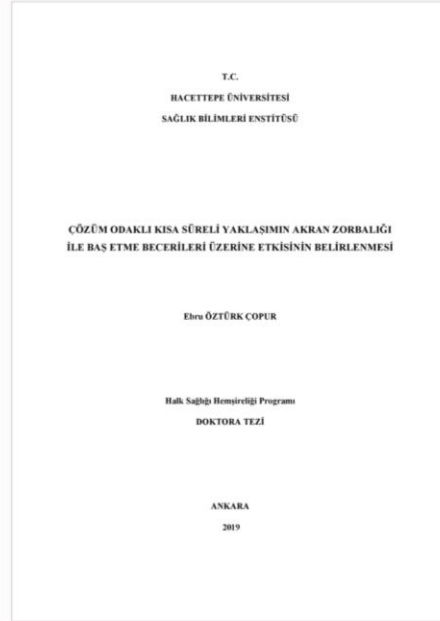 T.C.
HACETTEPE ÜNİVERSİTESİ
SAĞLIK BİLİMLERİ ENSTİTÜSÜ
ÇÖZÜM ODAKLI KISA SÜRELİ YAKLAŞIMIN AKRAN ZORBALIĞI
İLE BAŞ ETME BECERİLERİ ÜZERİNE ETKİSİNİN BELİRLENMESİ
Ebru ÖZTÜRK ÇOPUR
Halk Sağlığı Hemşireliği Programı
DOKTORA TEZİ
ANKARA
2019